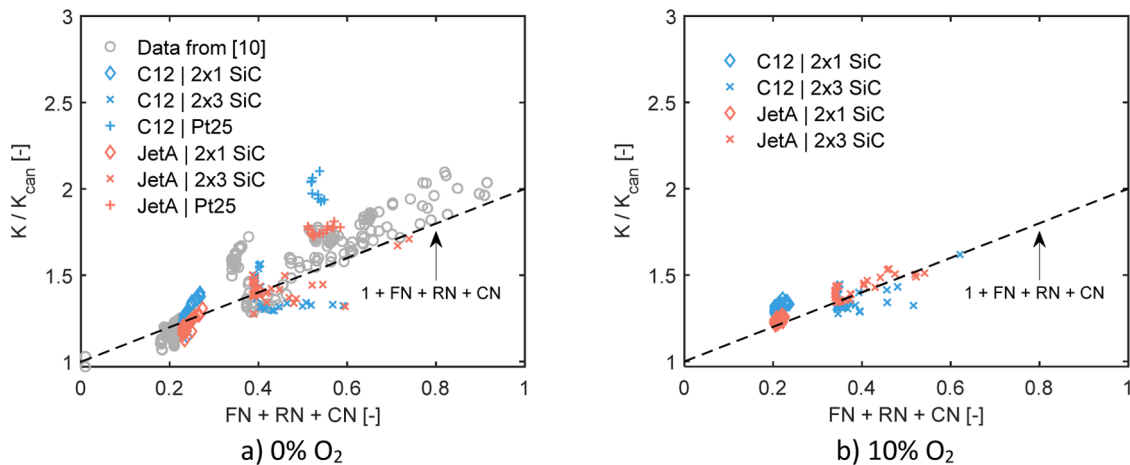 3
2.5
2
1.5
1
K / Kcan [-]
Data from [10]
C12 | 2x1 SiC
C12 | 2x3 SiC
C12 | Pt25
JetA | 2x1 SiC
JetA | 2x3 SiC
JetA | Pt25
1 + FN + RN + CN
0 0.2 0.4 0.6 0.8 1
FN + RN + CN [-]
a) 0% O2
3
2.5
2
1.5
1
K / Kcan [-]
C12 | 2x1 SiC
C12 | 2x3 SiC
JetA | 2x1 SiC
JetA | 2x3 SiC
1 + FN + RN + CN
0 0.2 0.4 0.6 0.8 1
FN + RN + CN [-]
b) 10% O2